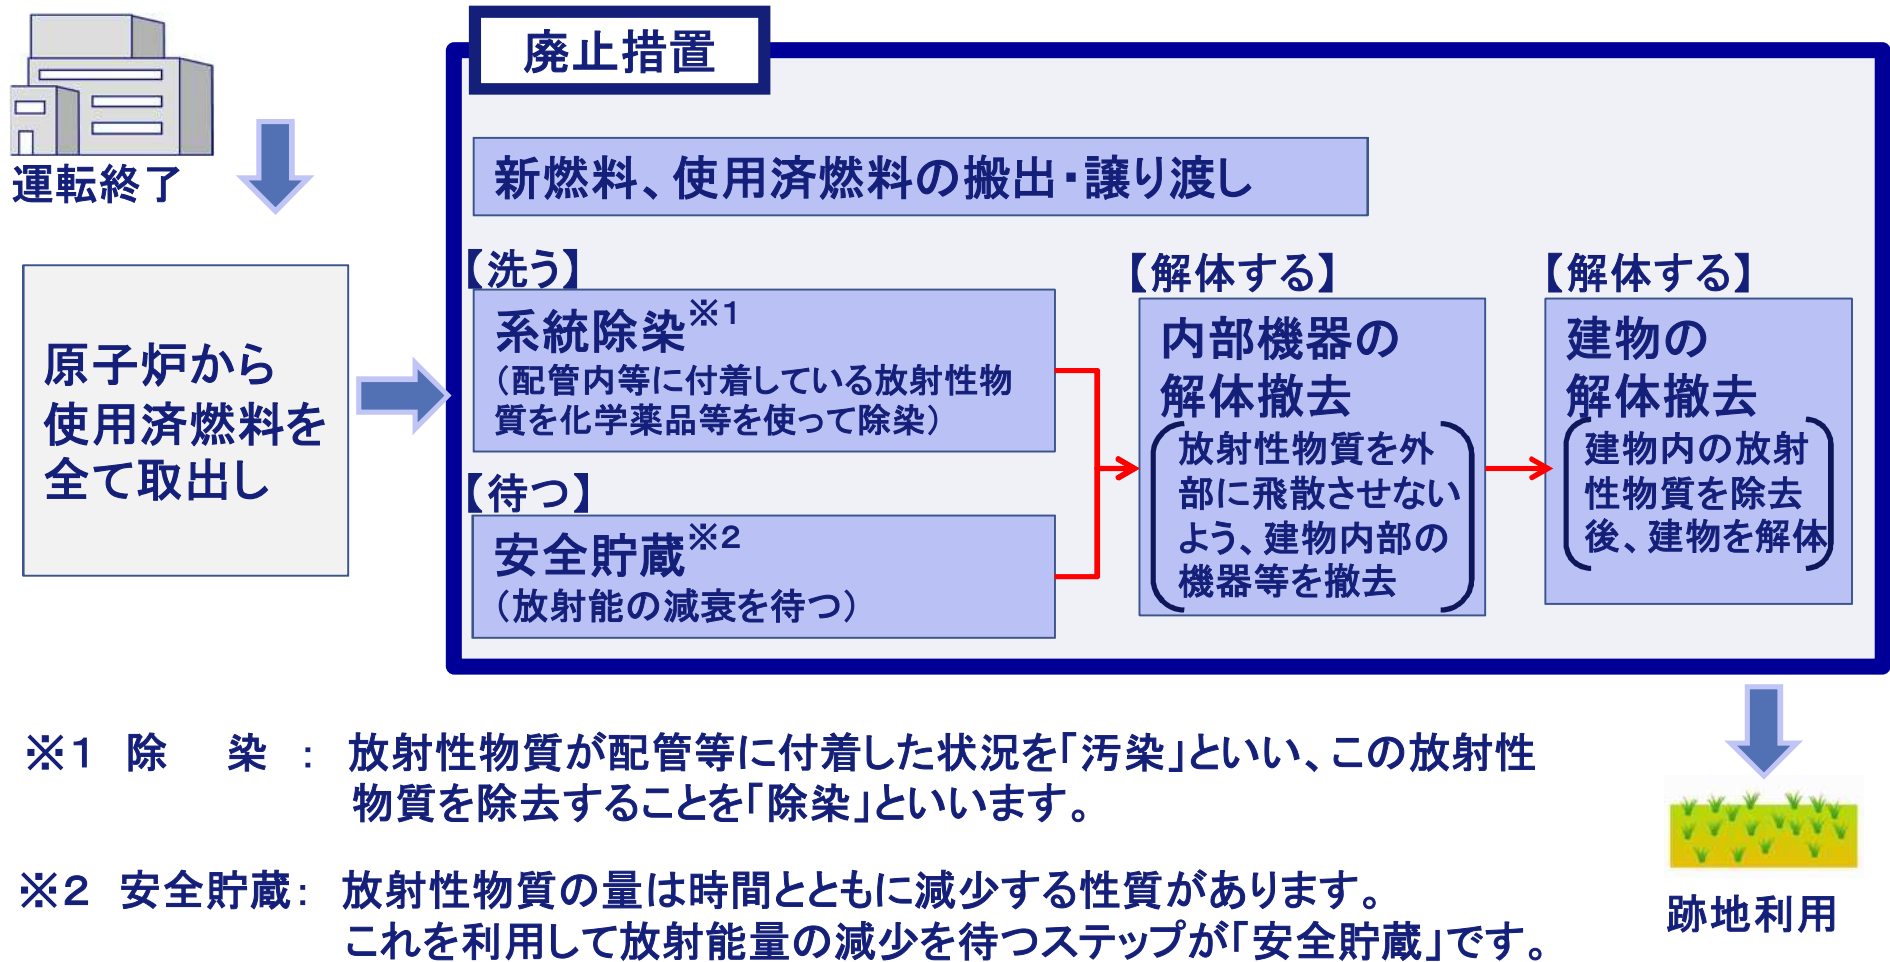 運転終了
原子炉から
使用済燃料を
全て取出し
廃止措置
新燃料、使用済燃料の搬出・譲り渡し
【洗う】
系統除染※1
（配管内等に付着している放射性物
質を化学薬品等を使って除染）
【待つ】
安全貯蔵※2
（放射能の減衰を待つ）
【解体する】
内部機器の
解体撤去
放射性物質を外
部に飛散させない
よう、建物内部の
機器等を撤去
【解体する】
建物の
解体撤去
建物内の放射
性物質を除去
後、建物を解体
跡地利用
※1 除 染 ： 放射性物質が配管等に付着した状況を「汚染」といい、この放射性
物質を除去することを「除染」といいます。
※2 安全貯蔵： 放射性物質の量は時間とともに減少する性質があります。
これを利用して放射能量の減少を待つステップが「安全貯蔵」です。